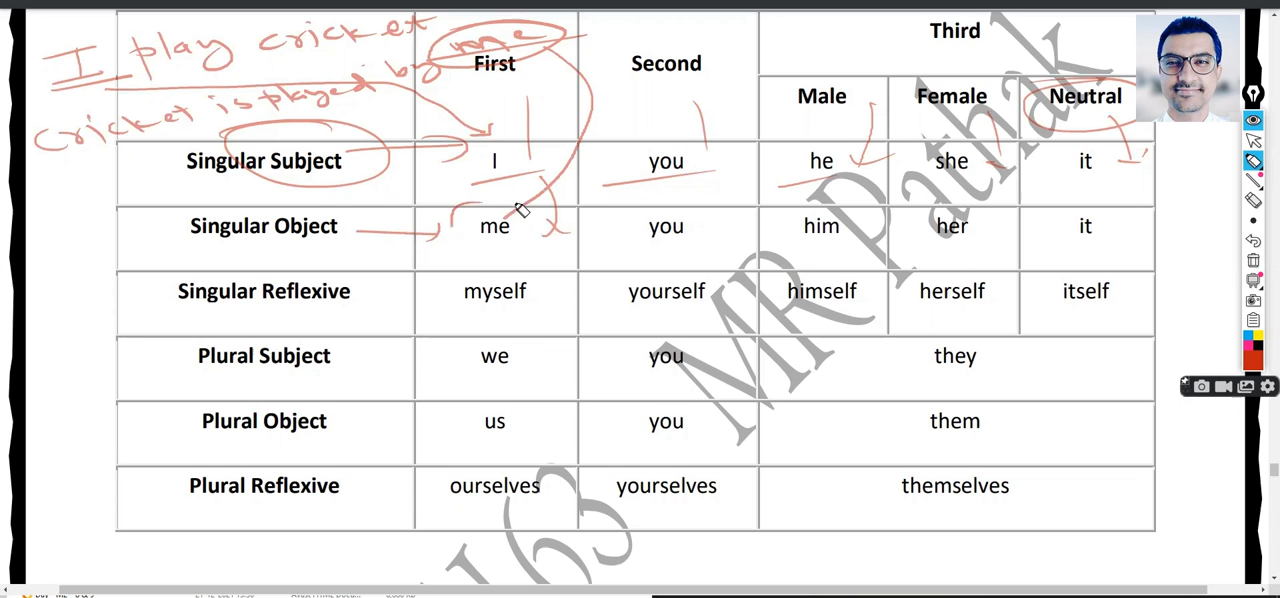 I play cricket
cricket is played by me
First Second Third
Male Female Neutral
Singular Subject I you he she it
Singular Object me you him her it
Singular Reflexive myself yourself himself herself itself
Plural Subject we you they
Plural Object us you them
Plural Reflexive ourselves yourselves themselves
MR Pathak
63